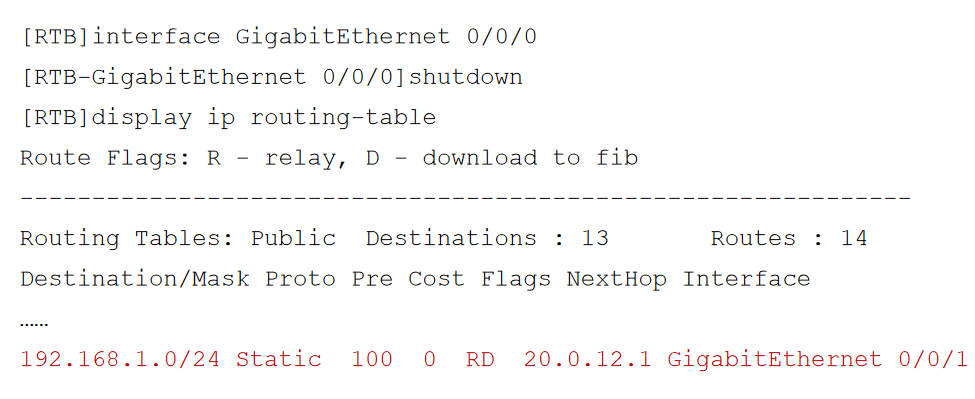 [RTB]interface GigabitEthernet 0/0/0
[RTB-GigabitEthernet 0/0/0]shutdown
[RTB]display ip routing-table
Route Flags: R - relay, D - download to fib
--------------------------------------------------------------
Routing Tables: Public  Destinations : 13       Routes : 14
Destination/Mask Proto Pre Cost Flags NextHop Interface
……
192.168.1.0/24 Static  100  0  RD  20.0.12.1 GigabitEthernet 0/0/1